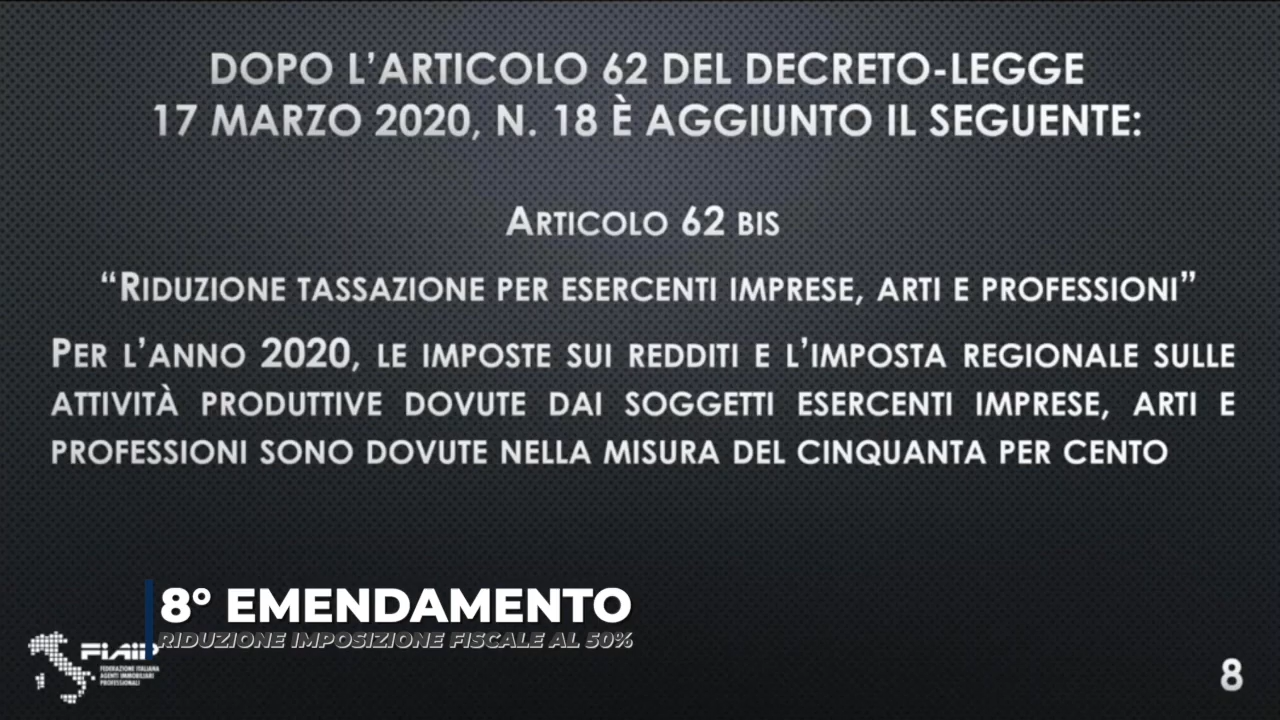 DOPO L'ARTICOLO 62 DEL DECRETO-LEGGE
17 MARZO 2020, N. 18 È AGGIUNTO IL SEGUENTE:
ARTICOLO 62 BIS
“RIDUZIONE TASSAZIONE PER ESERCENTI IMPRESE, ARTI E PROFESSIONI”
PER L'ANNO 2020, LE IMPOSTE SUI REDDITI E L'IMPOSTA REGIONALE SULLE
ATTIVITÀ PRODUTTIVE DOVUTE DAI SOGGETTI ESERCENTI IMPRESE, ARTI E
PROFESSIONI SONO DOVUTE NELLA MISURA DEL CINQUANTA PER CENTO
8° EMENDAMENTO
RIDUZIONE IMPOSIZIONE FISCALE AL 50%
FIAIP
FEDERAZIONE ITALIANA
AGENTI IMMOBILIARI
PROFESSIONALI
8